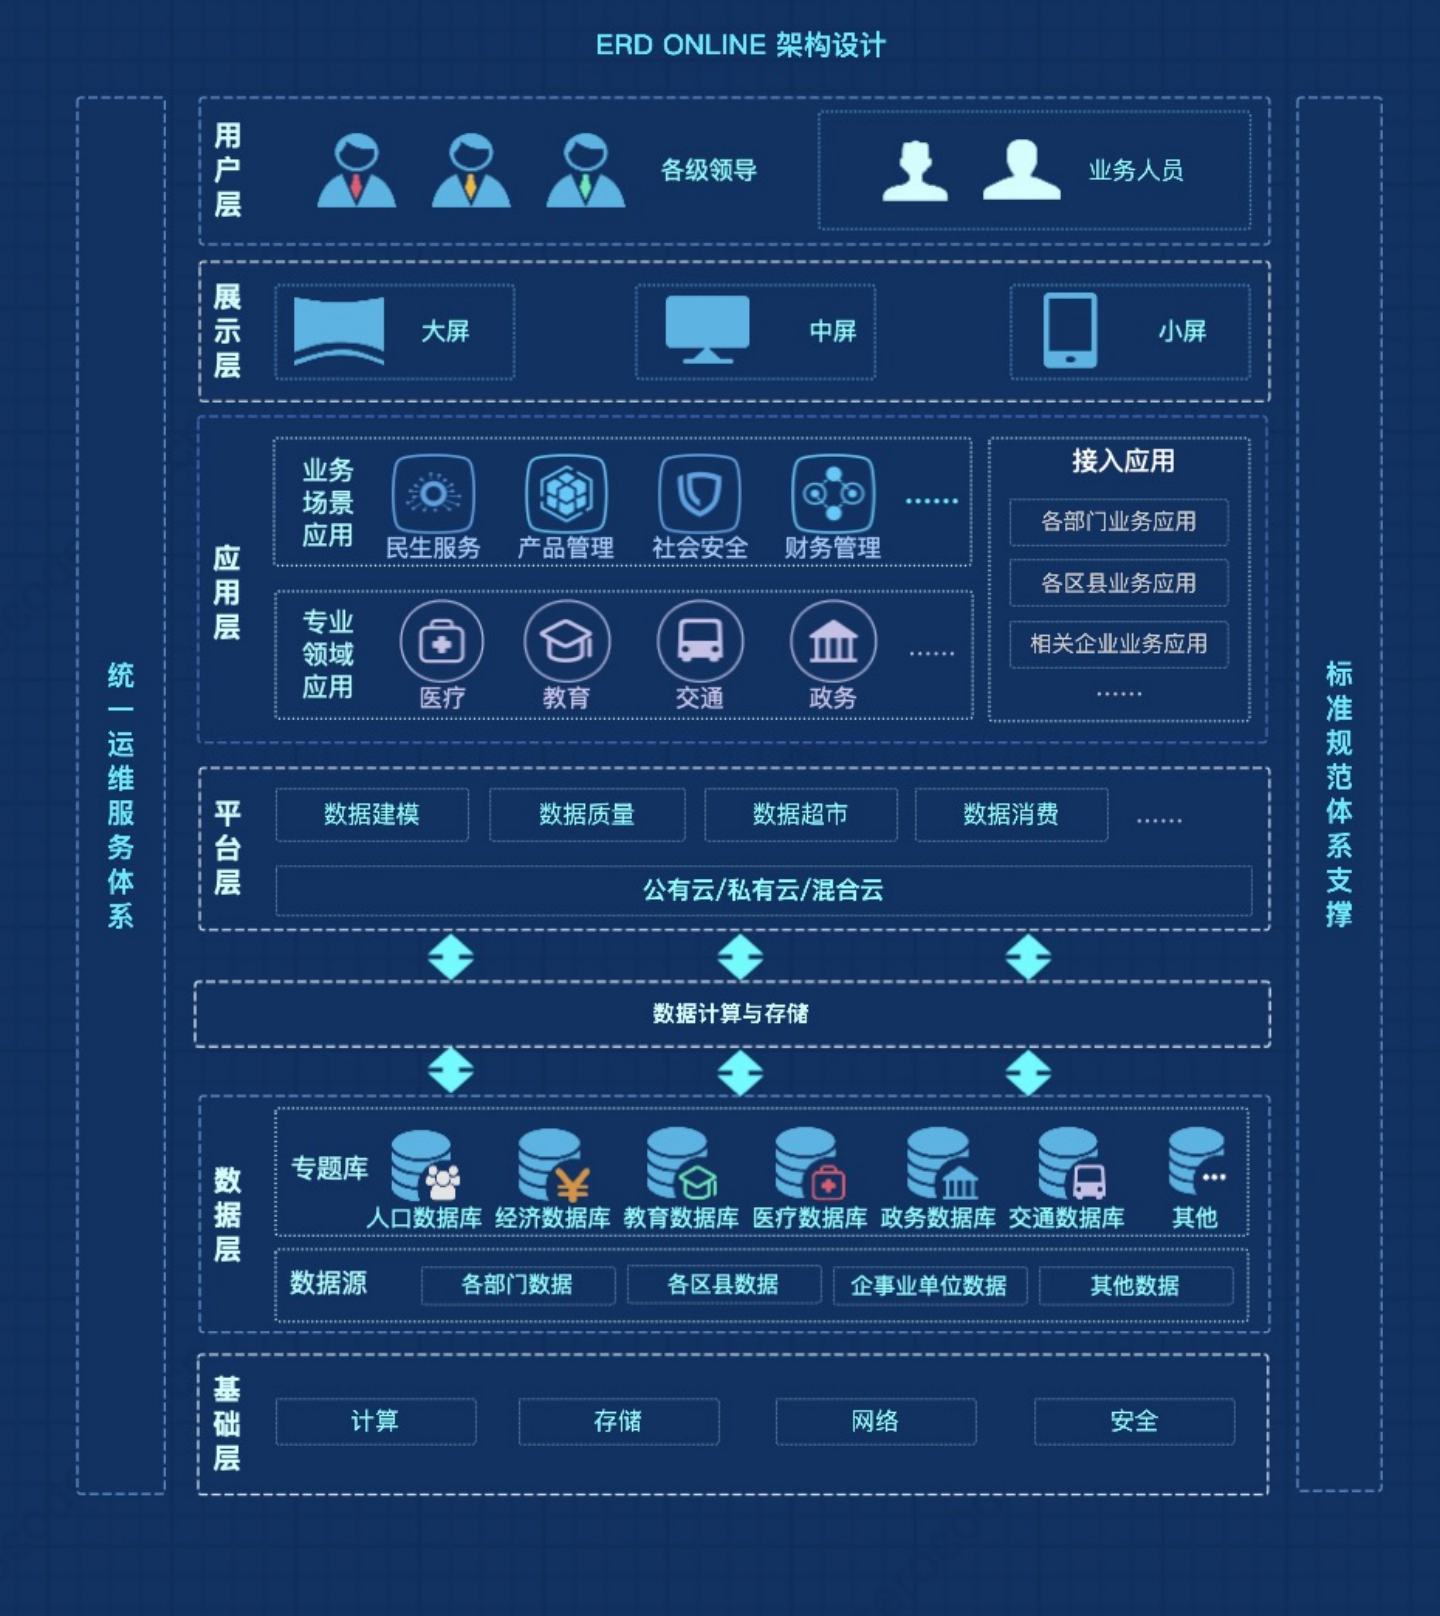 ERD ONLINE 架构设计
统一运维服务体系
标准规范体系支撑
用户层
各级领导
业务人员
展示层
大屏
中屏
小屏
应用层
业务
场景
应用
民生服务
产品管理
社会安全
财务管理
......
专业
领域
应用
医疗
教育
交通
政务
......
接入应用
各部门业务应用
各区县业务应用
相关企业业务应用
......
平台层
数据建模
数据质量
数据超市
数据消费
......
公有云/私有云/混合云
数据计算与存储
数据层
专题库
人口数据库
经济数据库
教育数据库
医疗数据库
政务数据库
交通数据库
其他
数据源
各部门数据
各区县数据
企事业单位数据
其他数据
基础层
计算
存储
网络
安全